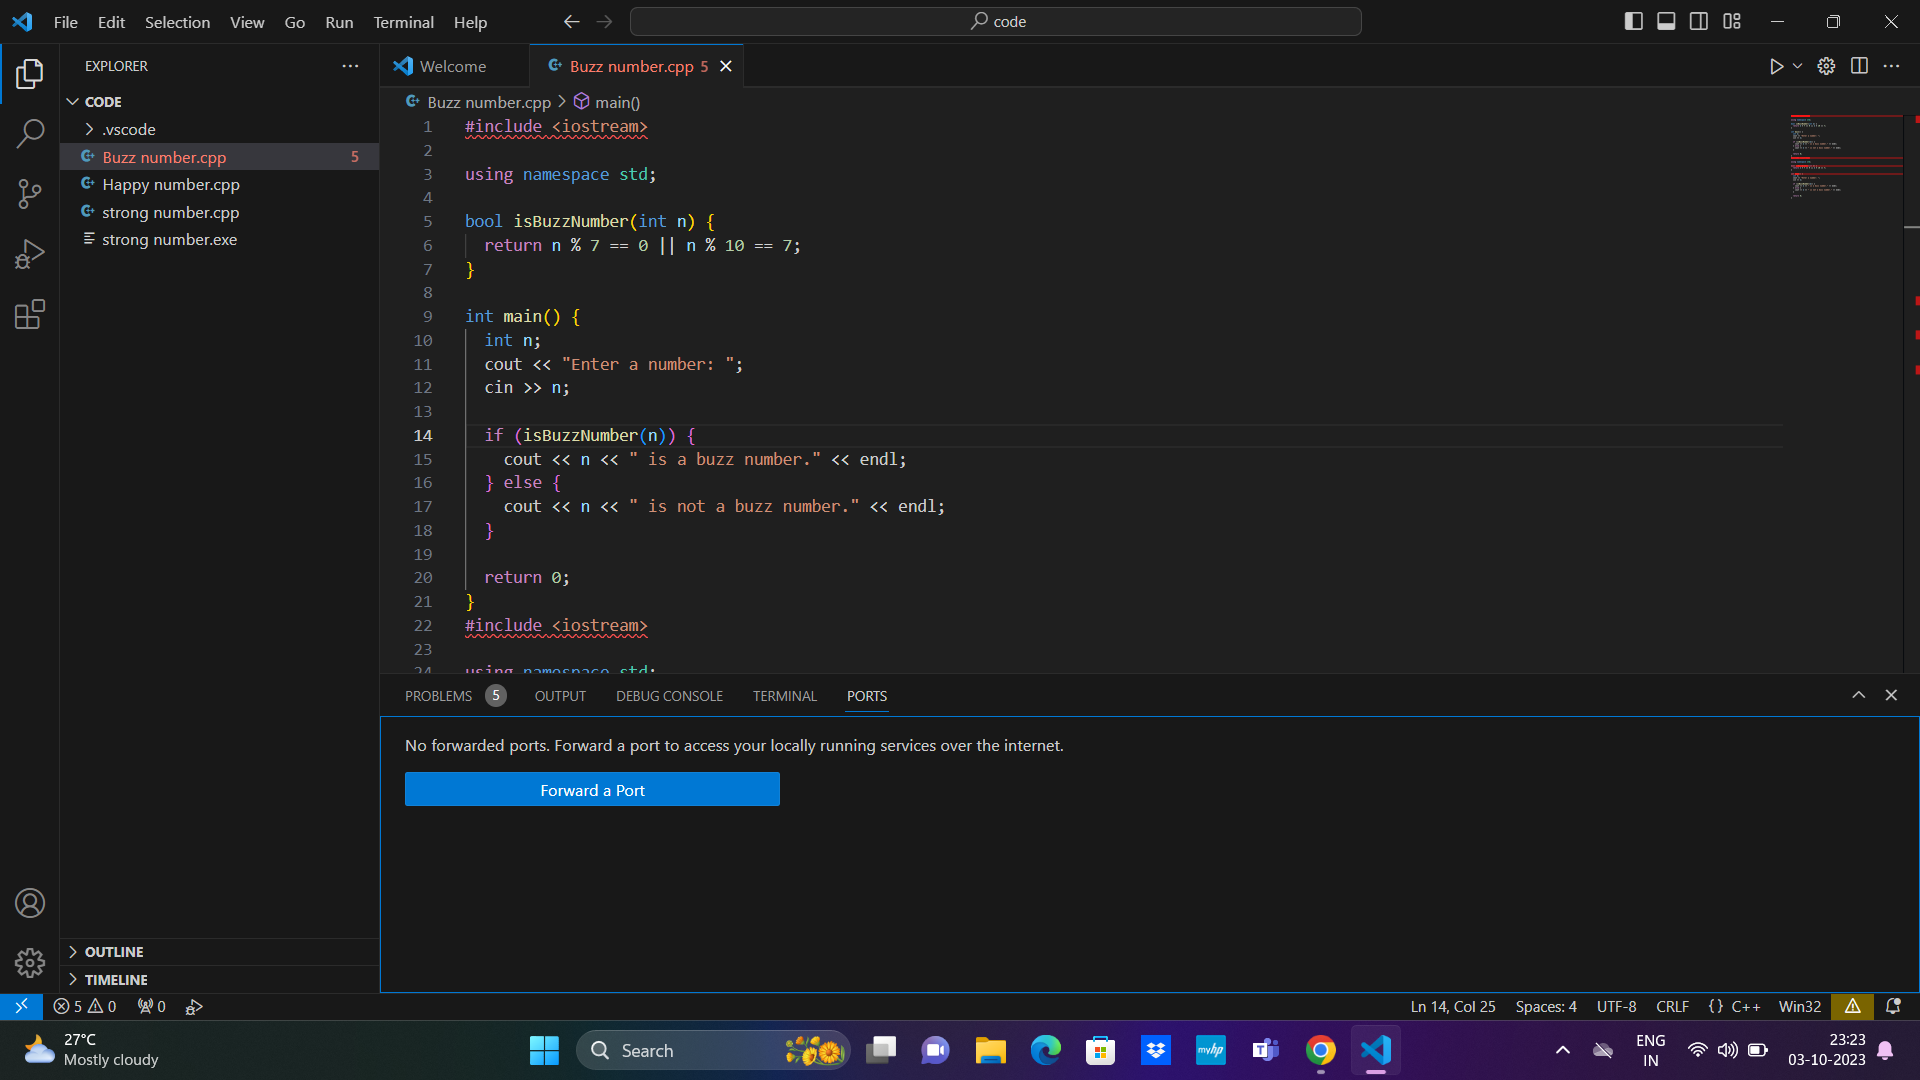 File Edit Selection View Go Run Terminal Help
code
EXPLORER
CODE
.vscode
Buzz number.cpp 5
Happy number.cpp
strong number.cpp
strong number.exe
OUTLINE
TIMELINE
Welcome
Buzz number.cpp 5
Buzz number.cpp > main()
1 #include <iostream>
2
3 using namespace std;
4
5 bool isBuzzNumber(int n) {
6 return n % 7 == 0 || n % 10 == 7;
7 }
8
9 int main() {
10 int n;
11 cout << "Enter a number: ";
12 cin >> n;
13
14 if (isBuzzNumber(n)) {
15 cout << n << " is a buzz number." << endl;
16 } else {
17 cout << n << " is not a buzz number." << endl;
18 }
19
20 return 0;
21 }
22 #include <iostream>
23
24 using namespace std;
PROBLEMS 5 OUTPUT DEBUG CONSOLE TERMINAL PORTS
No forwarded ports. Forward a port to access your locally running services over the internet.
Forward a Port
5 0 0
Ln 14, Col 25 Spaces: 4 UTF-8 CRLF {} C++ Win32
27°C
Mostly cloudy
Search
myhp
ENG
IN
23:23
03-10-2023